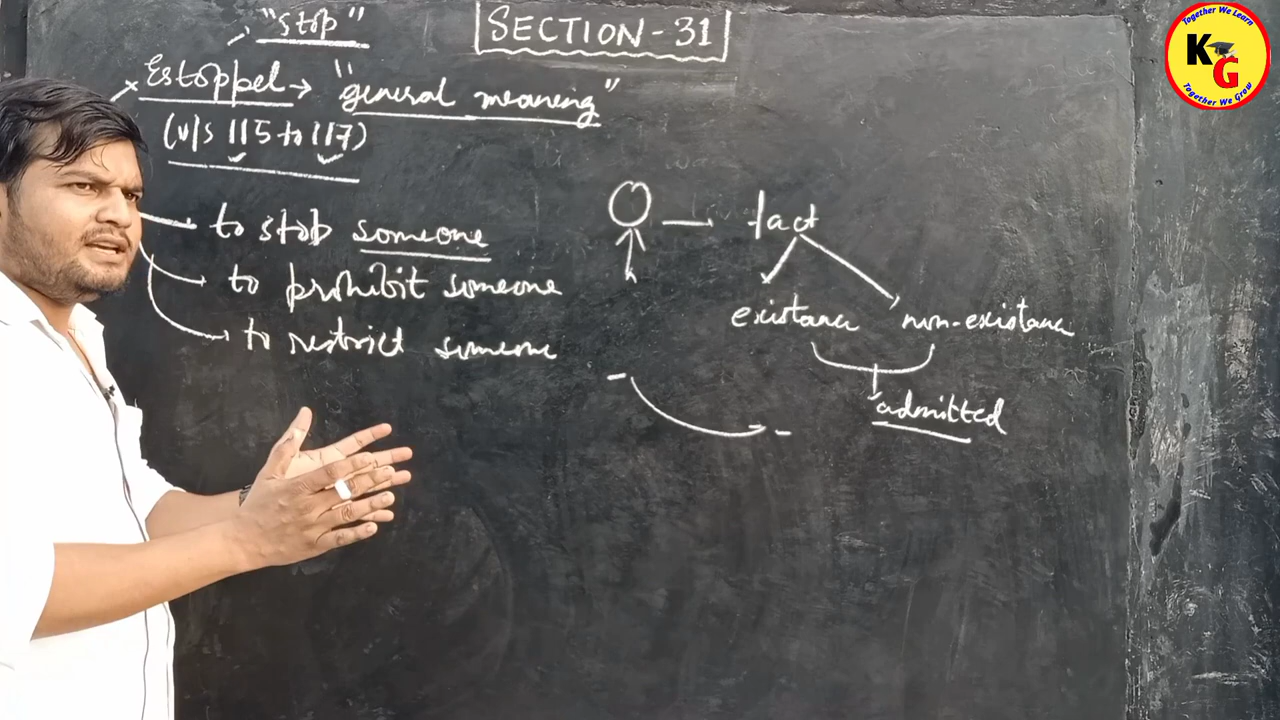 "stop"
SECTION - 31
Estoppel → "general meaning"
(u/s 115 to 117)
to stop someone
to prohibit someone
to restrict someone
fact
existance
non-existance
admitted
Together We Learn
KG
Together We Grow